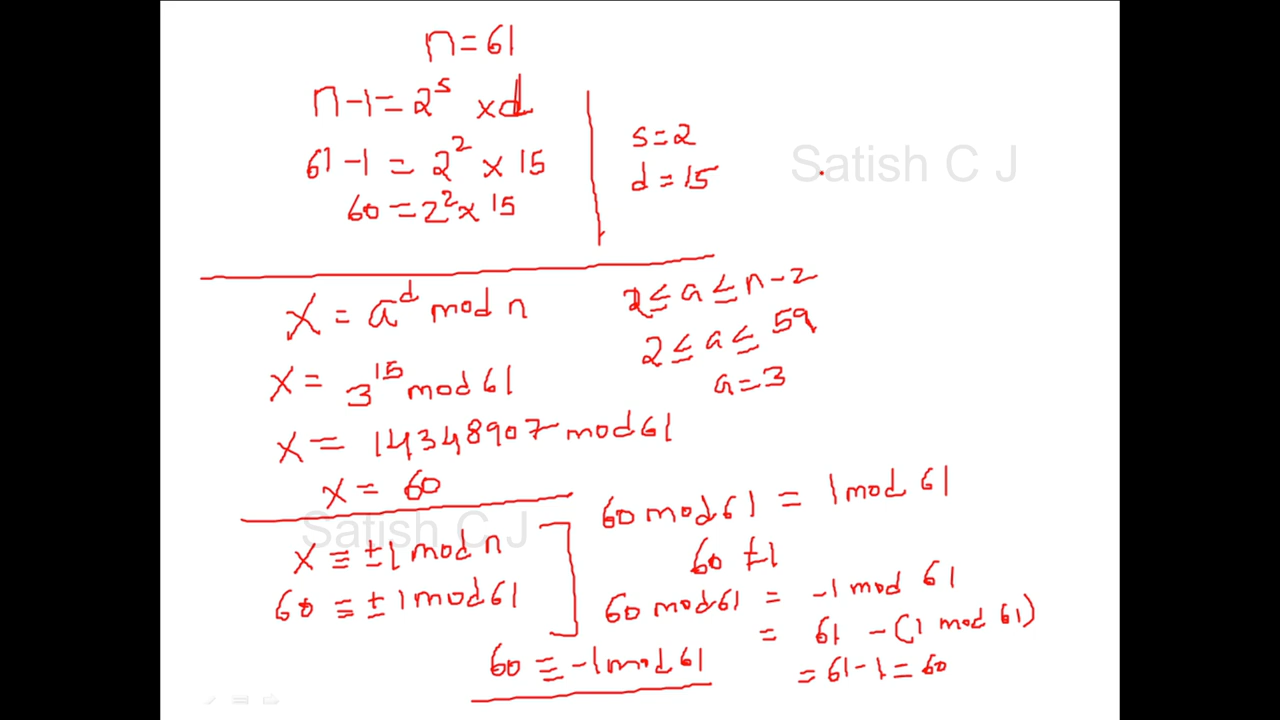 n=61
n-1=2^s ×d
61-1=2^2 × 15
60=2^2×15
s=2
d=15
Satish C J
X = a^d mod n
X = 3^15 mod 61
X = 14348907 mod 61
X = 60
2≤a≤n-2
2≤a≤59
a=3
Satish C J
X ≡ ±1 mod n
60 ≡ ±1 mod 61
60 mod 61 = 1 mod 61
60 ≠ 1
60 mod 61 = -1 mod 61
= 61 - (1 mod 61)
= 61-1=60
60 ≡ -1 mod 61